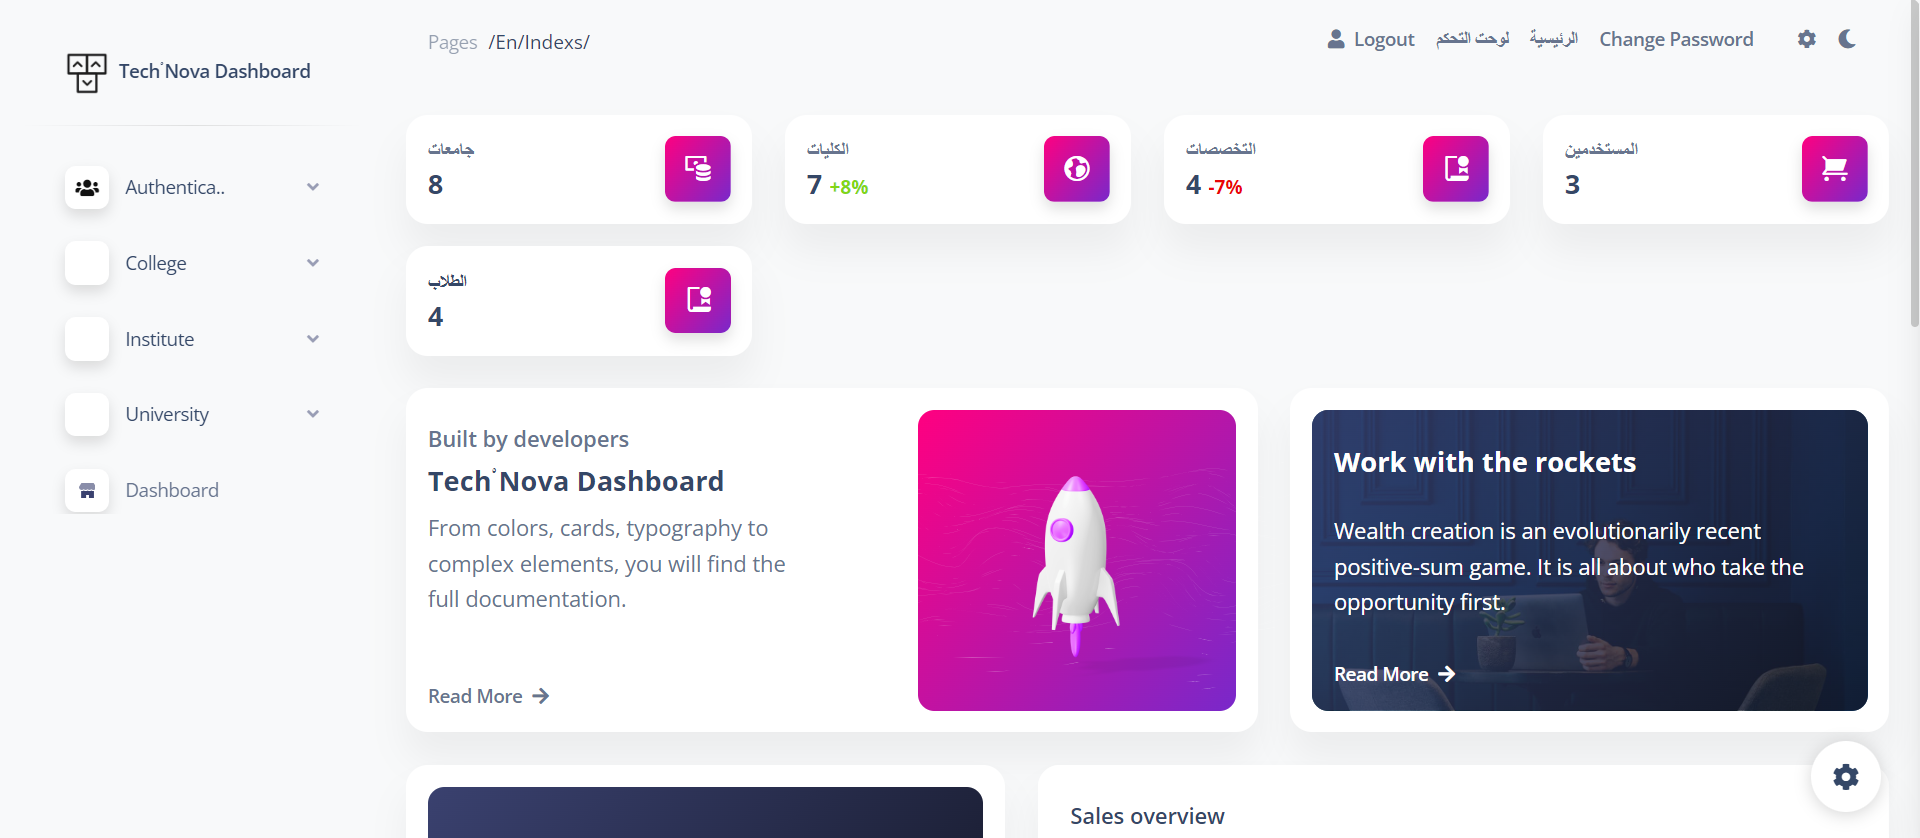 Tech ْNova Dashboard
Authentica..
College
Institute
University
Dashboard
Pages /En/Indexs/
Logout
لوحت التحكم
الرئيسية
Change Password
جامعات
8
الكليات
7 +8%
التخصصات
4 -7%
المستخدمين
3
الطلاب
4
Built by developers
Tech ْNova Dashboard
From colors, cards, typography to
complex elements, you will find the
full documentation.
Read More
Work with the rockets
Wealth creation is an evolutionarily recent
positive-sum game. It is all about who take the
opportunity first.
Read More
Sales overview